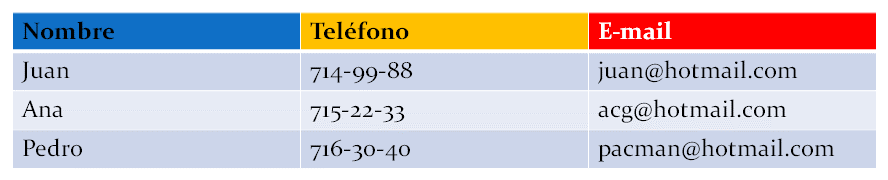 Nombre Teléfono E-mail
Juan 714-99-88 juan@hotmail.com
Ana 715-22-33 acg@hotmail.com
Pedro 716-30-40 pacman@hotmail.com